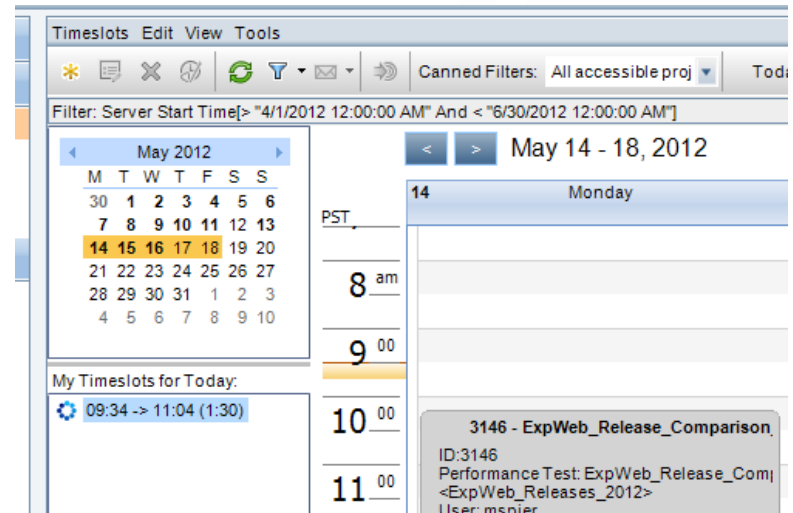 Timeslots Edit View Tools
Canned Filters: All accessible proj Toda
Filter: Server Start Time[> "4/1/2012 12:00:00 AM" And < "6/30/2012 12:00:00 AM"]
May 2012
M T W T F S S
30 1 2 3 4 5 6
7 8 9 10 11 12 13
14 15 16 17 18 19 20
21 22 23 24 25 26 27
28 29 30 31 1 2 3
4 5 6 7 8 9 10
My Timeslots for Today:
09:34 -> 11:04 (1:30)
< > May 14 - 18, 2012
14 Monday
PST
8 am
9 00
10 00
11 00
3146 - ExpWeb_Release_Comparison_
ID:3146
Performance Test: ExpWeb_Release_Com
<ExpWeb_Releases_2012>
User: mspier